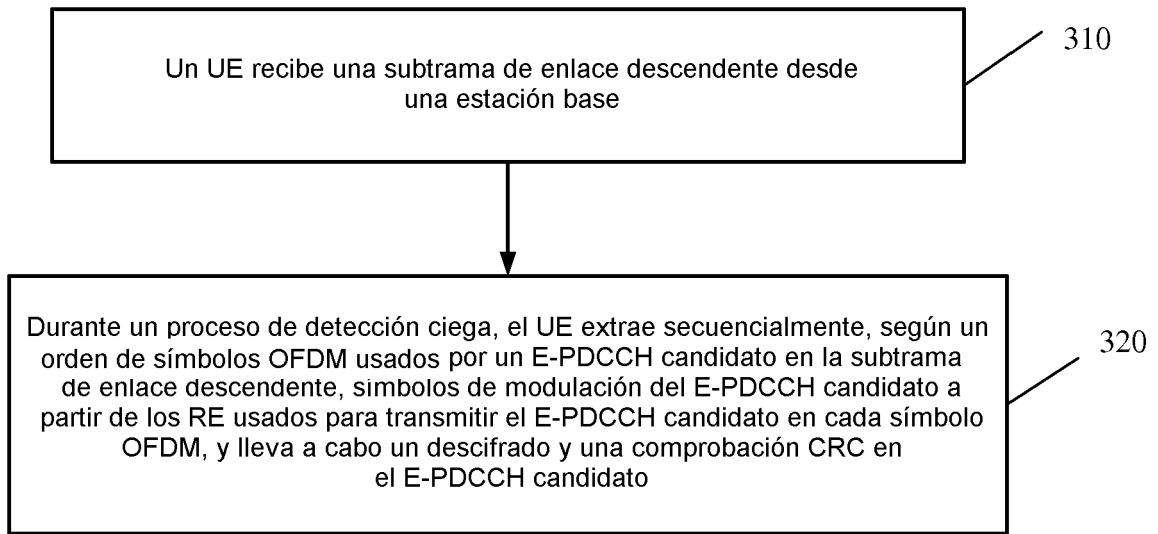 Un UE recibe una subtrama de enlace descendente desde
una estación base
310
Durante un proceso de detección ciega, el UE extrae secuencialmente, según un
orden de símbolos OFDM usados por un E-PDCCH candidato en la subtrama
de enlace descendente, símbolos de modulación del E-PDCCH candidato a
partir de los RE usados para transmitir el E-PDCCH candidato en cada símbolo
OFDM, y lleva a cabo un descifrado y una comprobación CRC en
el E-PDCCH candidato
320